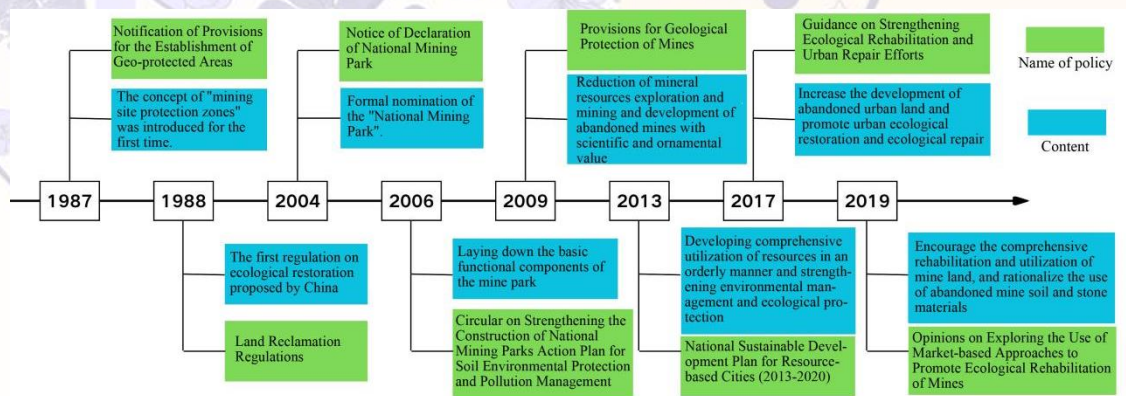 Notification of Provisions
for the Establishment of
Geo-protected Areas
The concept of "mining
site protection zones"
was introduced for the
first time.
Notice of Declaration
of National Mining
Park
Formal nomination
of the "National Mining
Park".
Provisions for Geological
Protection of Mines
Reduction of mineral
resources exploration and
mining and development of
abandoned mines with
scientific and ornamental
value
Guidance on Strengthening
Ecological Rehabilitation and
Urban Repair Efforts
Increase the development of
abandoned urban land and
promote urban ecological
restoration and ecological repair
Name of policy
Content
1987
1988
2004
2006
2009
2013
2017
2019
The first regulation on
ecological restoration
proposed by China
Land Reclamation
Regulations
Laying down the basic
functional components of
the mine park
Circular on Strengthening the
Construction of National
Mining Parks Action Plan for
Soil Environmental Protection
and Pollution Management
Developing comprehensive
utilization of resources in an
orderly manner and strength-
ening environmental man-
agement and ecological pro-
tection
National Sustainable Devel-
opment Plan for Resource-
based Cities (2013-2020)
Encourage the comprehensive
rehabilitation and utilization of
mine land, and rationalize the use
of abandoned mine soil and stone
materials
Opinions on Exploring the Use of
Market-based Approaches to
Promote Ecological Rehabilitation
of Mines